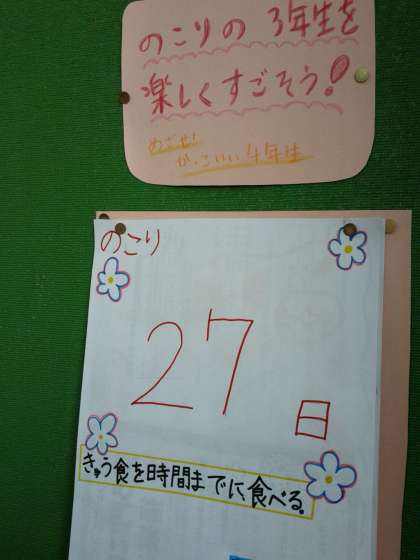 のこりの3年生を
楽しくすごそう!
めざせ!
かっこいい4年生
のこり
27
日
きゅう食を時間までに食べる。